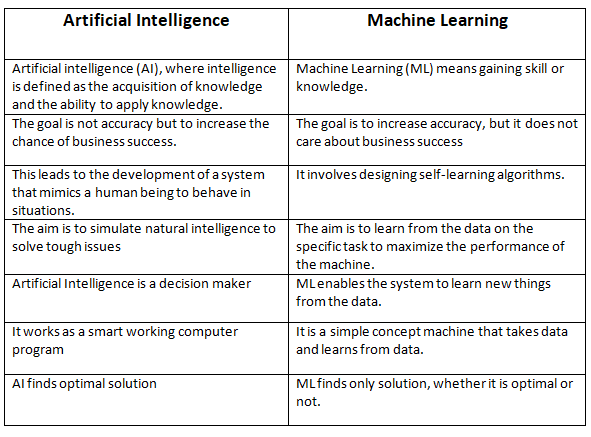 Artificial Intelligence
Machine Learning
Artificial intelligence (AI), where intelligence
is defined as the acquisition of knowledge
and the ability to apply knowledge.
Machine Learning (ML) means gaining skill or
knowledge.
The goal is not accuracy but to increase the
chance of business success.
The goal is to increase accuracy, but it does not
care about business success
This leads to the development of a system
that mimics a human being to behave in
situations.
It involves designing self-learning algorithms.
The aim is to simulate natural intelligence to
solve tough issues
The aim is to learn from the data on the
specific task to maximize the performance of
the machine.
Artificial Intelligence is a decision maker
ML enables the system to learn new things
from the data.
It works as a smart working computer
program
It is a simple concept machine that takes data
and learns from data.
AI finds optimal solution
ML finds only solution, whether it is optimal or
not.